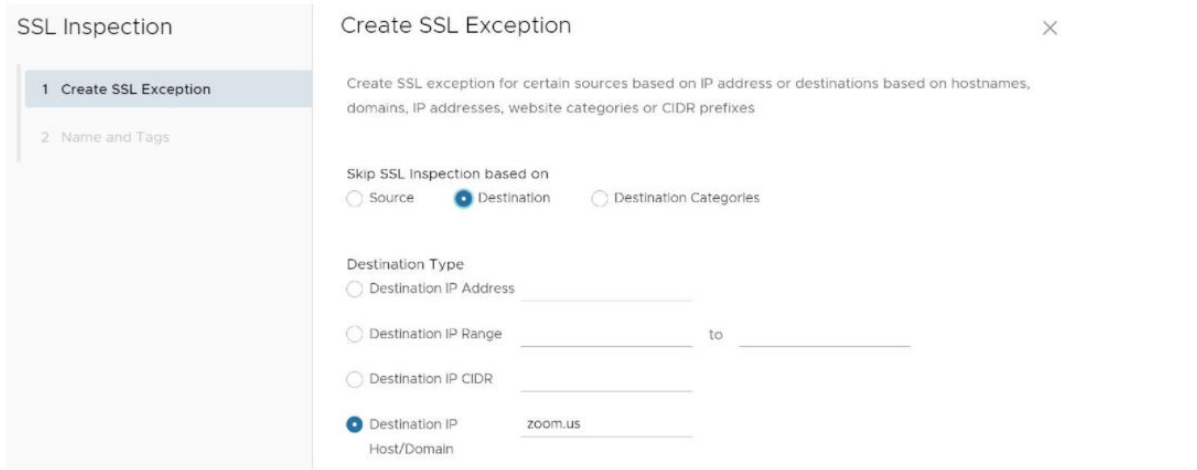 SSL Inspection
1 Create SSL Exception
2 Name and Tags
Create SSL Exception
Create SSL exception for certain sources based on IP address or destinations based on hostnames,
domains, IP addresses, website categories or CIDR prefixes
Skip SSL Inspection based on
Source Destination Destination Categories
Destination Type
Destination IP Address
Destination IP Range to
Destination IP CIDR
Destination IP zoom.us
Host/Domain